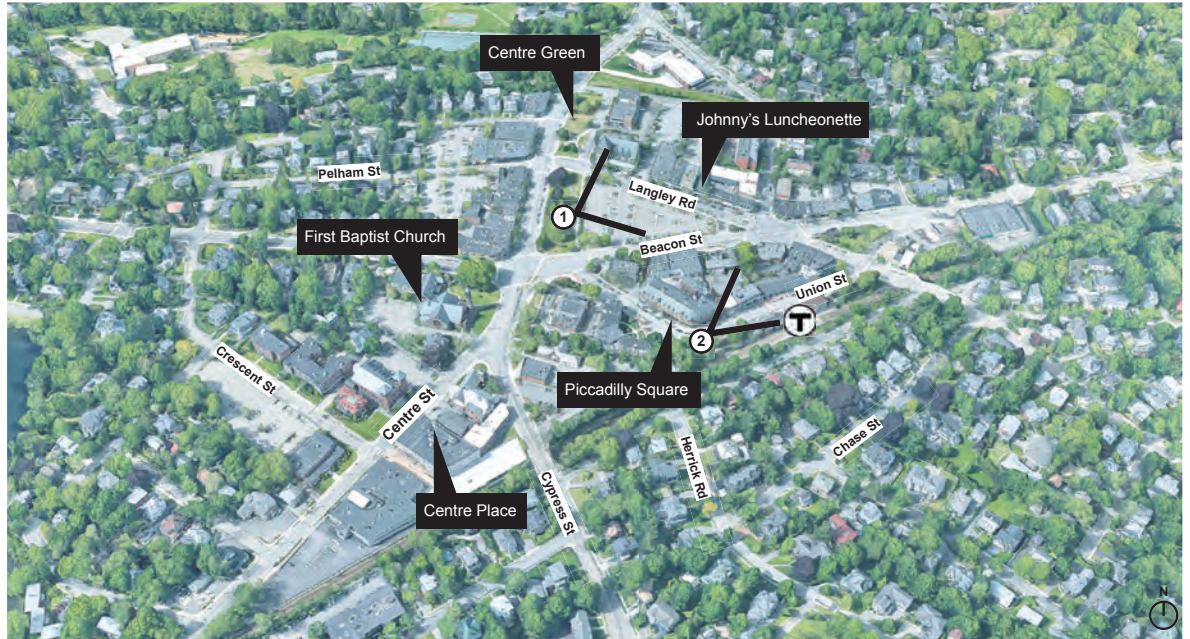 Centre Green
Johnny's Luncheonette
Pelham St
Langley Rd
1
First Baptist Church
Beacon St
Union St
T
2
Crescent St
Piccadilly Square
Centre St
Chase St
Herrick Rd
Cypress St
Centre Place
N